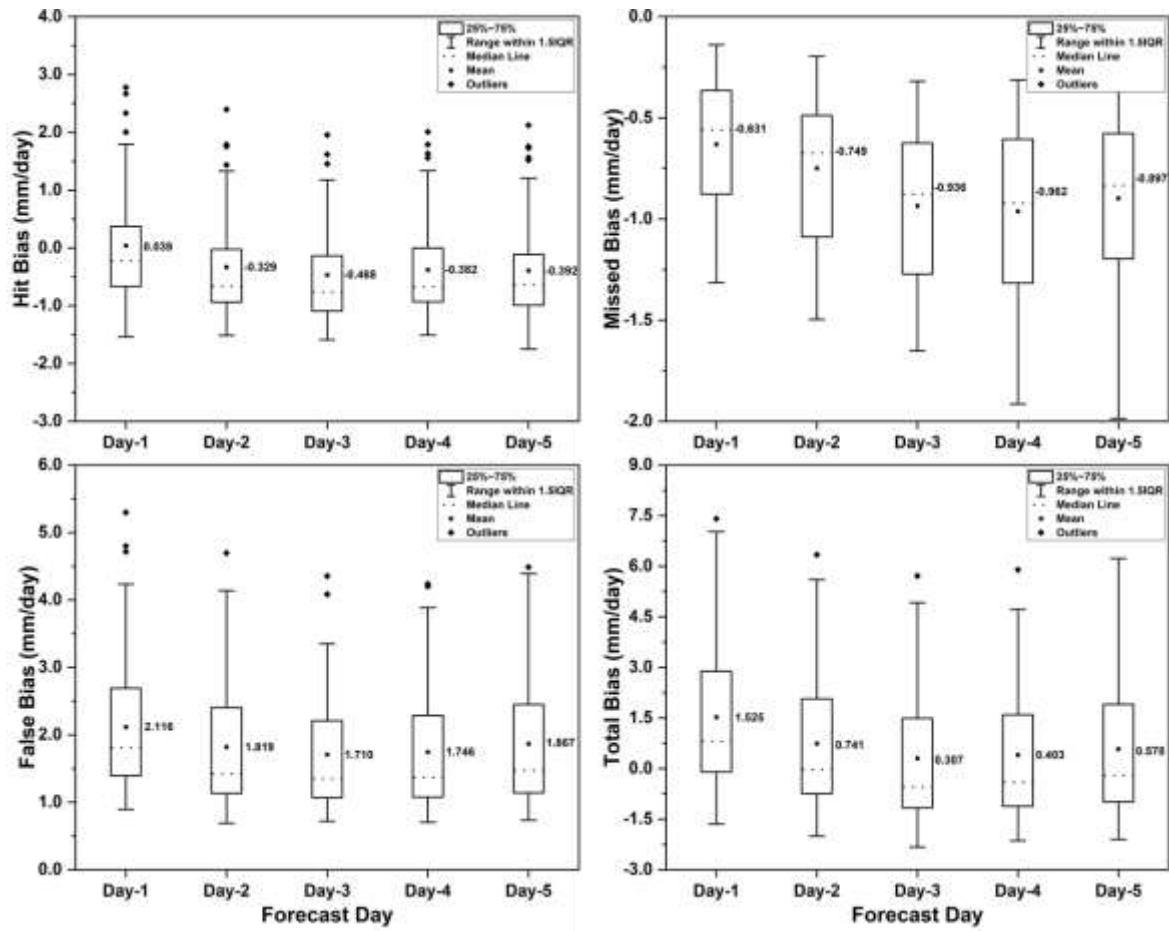 Hit Bias (mm/day)
4.0
3.0
2.0
1.0
0.0
-1.0
-2.0
-3.0
25%~75%
Range within 1.5IQR
Median Line
Mean
Outliers
0.039
-0.329
-0.382
-0.392
Day-1 Day-2 Day-3 Day-4 Day-5
Missed Bias (mm/day)
0.0
-0.5
-1.0
-1.5
-2.0
25%~75%
Range within 1.5IQR
Median Line
Mean
Outliers
-0.631
-0.749
-0.936
-0.962
-0.897
Day-1 Day-2 Day-3 Day-4 Day-5
False Bias (mm/day)
6.0
5.0
4.0
3.0
2.0
1.0
0.0
25%~75%
Range within 1.5IQR
Median Line
Mean
Outliers
2.116
1.710
1.746
1.867
Day-1 Day-2 Day-3 Day-4 Day-5
Forecast Day
Total Bias (mm/day)
9.0
7.5
6.0
4.5
3.0
1.5
0.0
-1.5
-3.0
25%~75%
Range within 1.5IQR
Median Line
Mean
Outliers
0.741
0.307
0.403
Day-1 Day-2 Day-3 Day-4 Day-5
Forecast Day